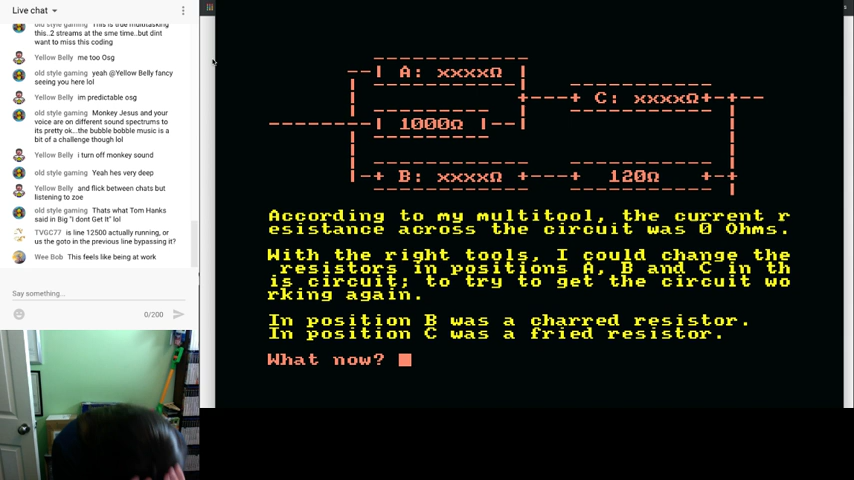 Live chat
old style gaming This is true multitasking
this..2 streams at the sme time..but dint
want to miss this coding
Yellow Belly me too Osg
old style gaming yeah @Yellow Belly fancy
seeing you here lol
Yellow Belly im predictable osg
old style gaming Monkey Jesus and your
voice are on different sound spectrums to
its pretty ok...the bubble bobble music is a
bit of a challenge though lol
Yellow Belly i turn off monkey sound
old style gaming Yeah hes very deep
Yellow Belly and flick between chats but
listening to zoe
old style gaming Thats what Tom Hanks
said in Big "I dont Get It" lol
TVGC77 is line 12500 actually running, or
us the goto in the previous line bypassing it?
Wee Bob This feels like being at work
Say something...
0/200
A: xxxxΩ
C: xxxxΩ
1000Ω
B: xxxxΩ
120Ω
According to my multitool, the current r
esistance across the circuit was 0 Ohms.
With the right tools, I could change the
resistors in positions A, B and C in th
is circuit; to try to get the circuit wo
rking again.
In position B was a charred resistor.
In position C was a fried resistor.
What now?